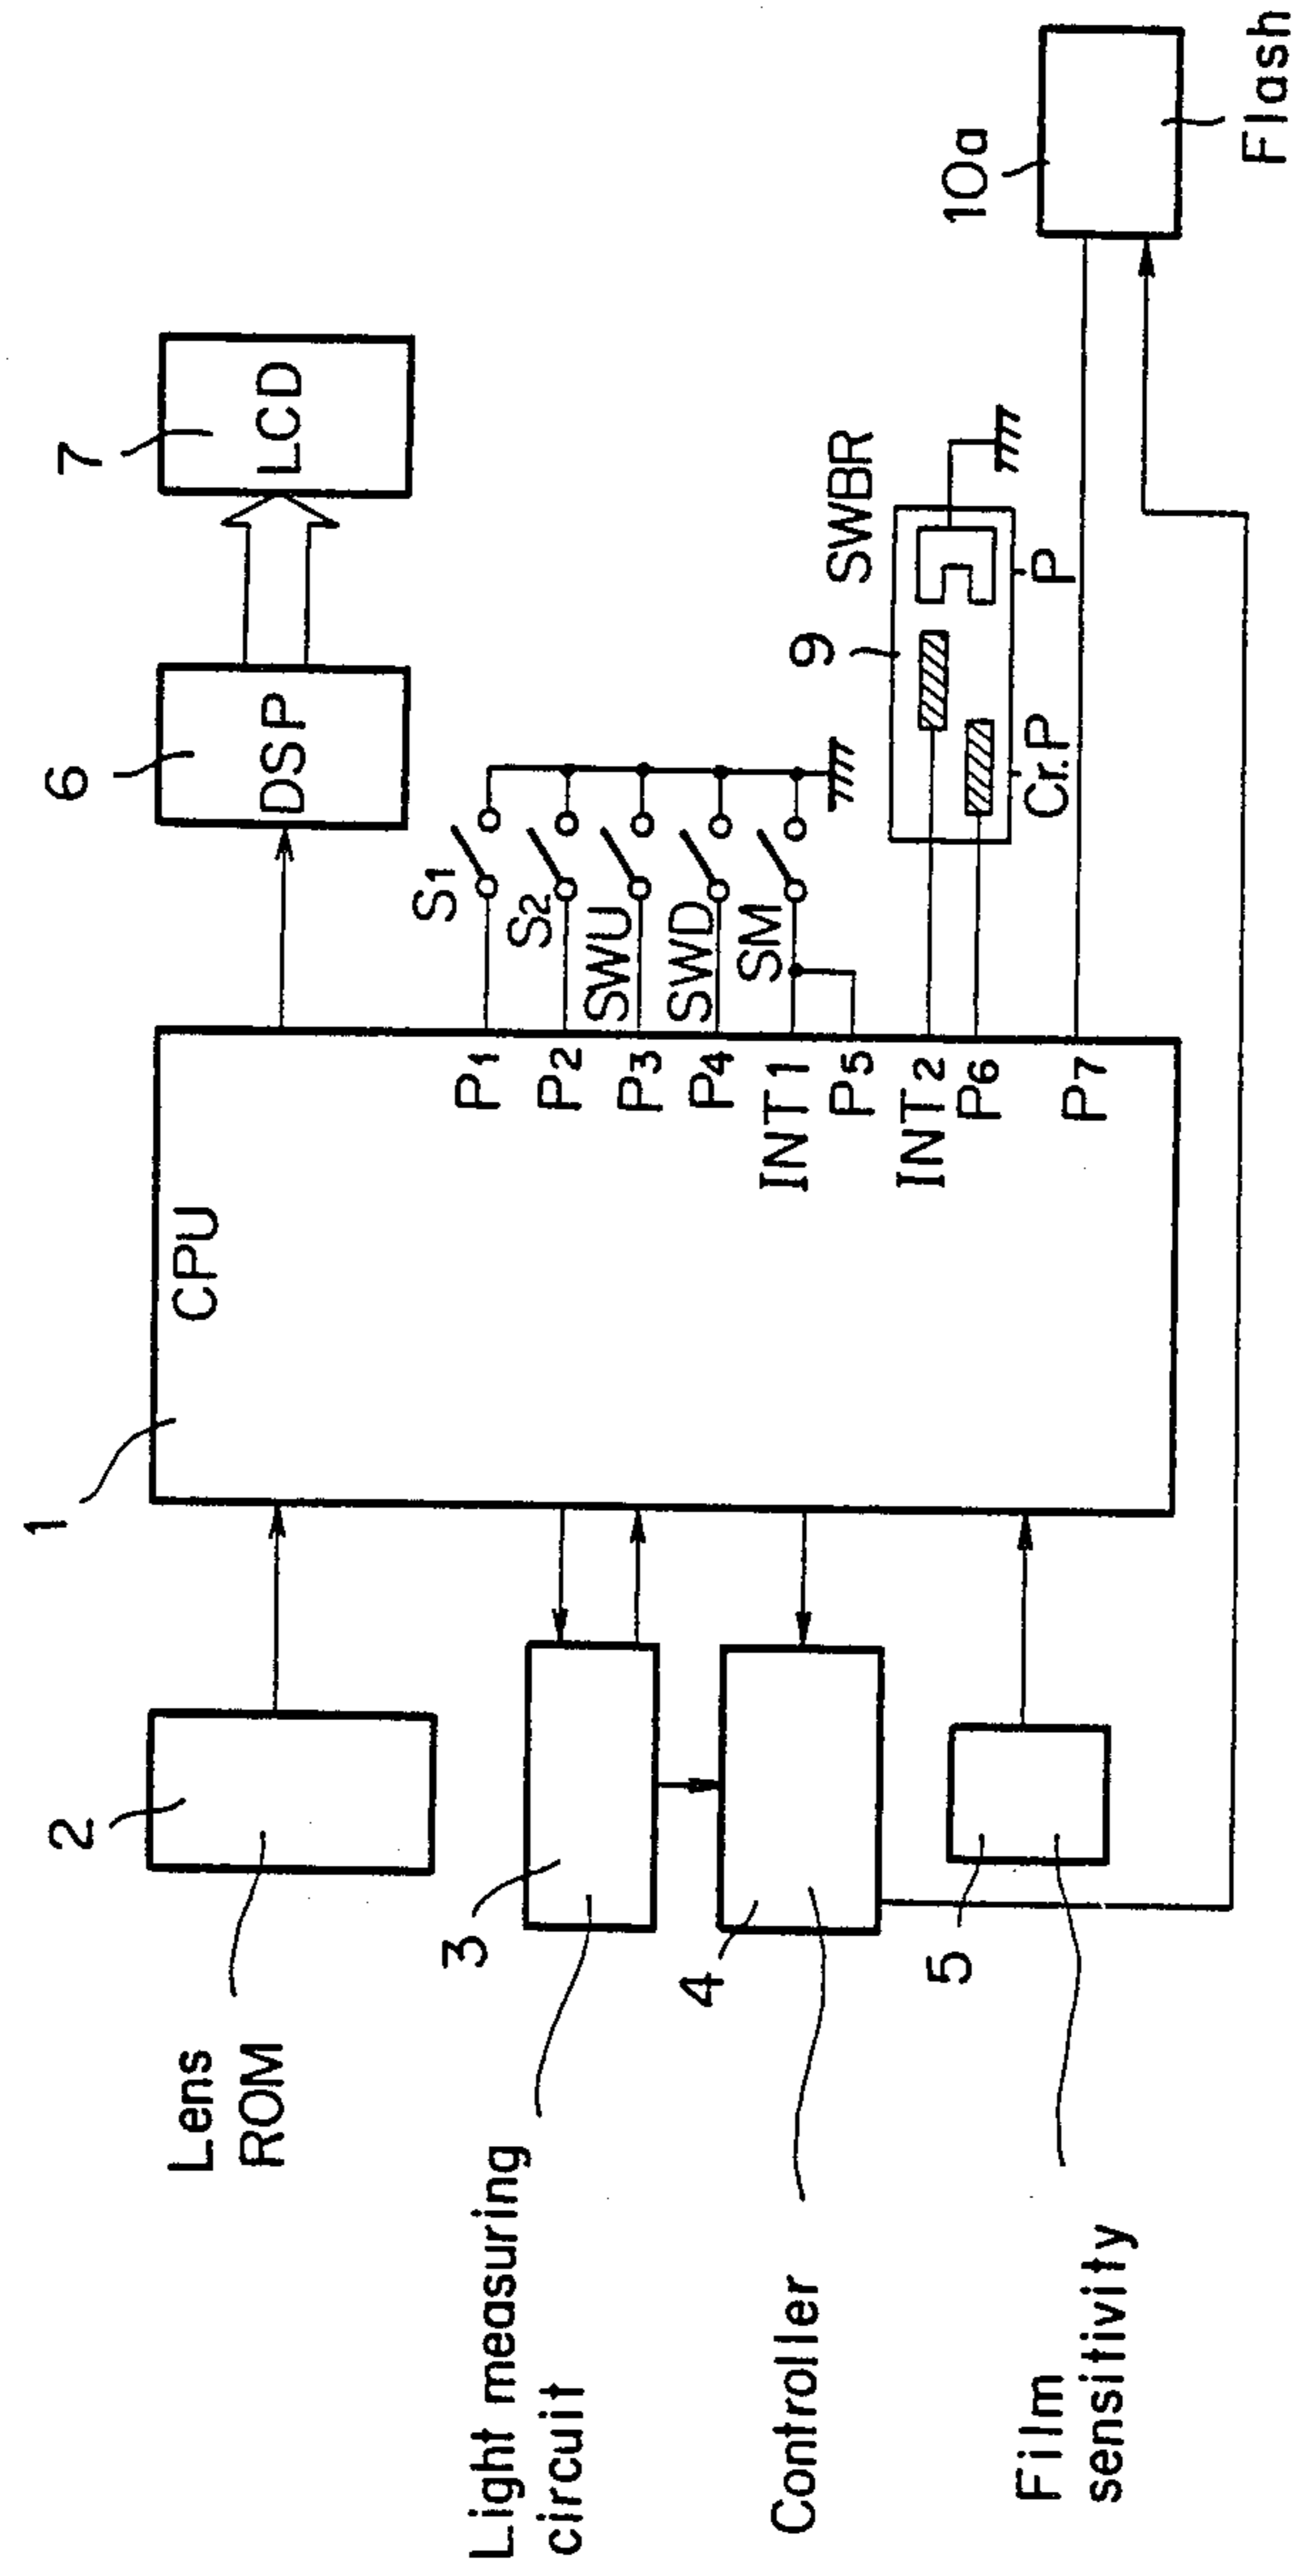 1
CPU
2
Lens
ROM
3
Light measuring
circuit
4
Controller
5
Film
sensitivity
6
DSP
7
LCD
S1
P1
S2
P2
SWU
P3
SWD
P4
SM
INT1
P5
INT2
P6
P7
9
SWBR
Cr.P
P
10a
Flash